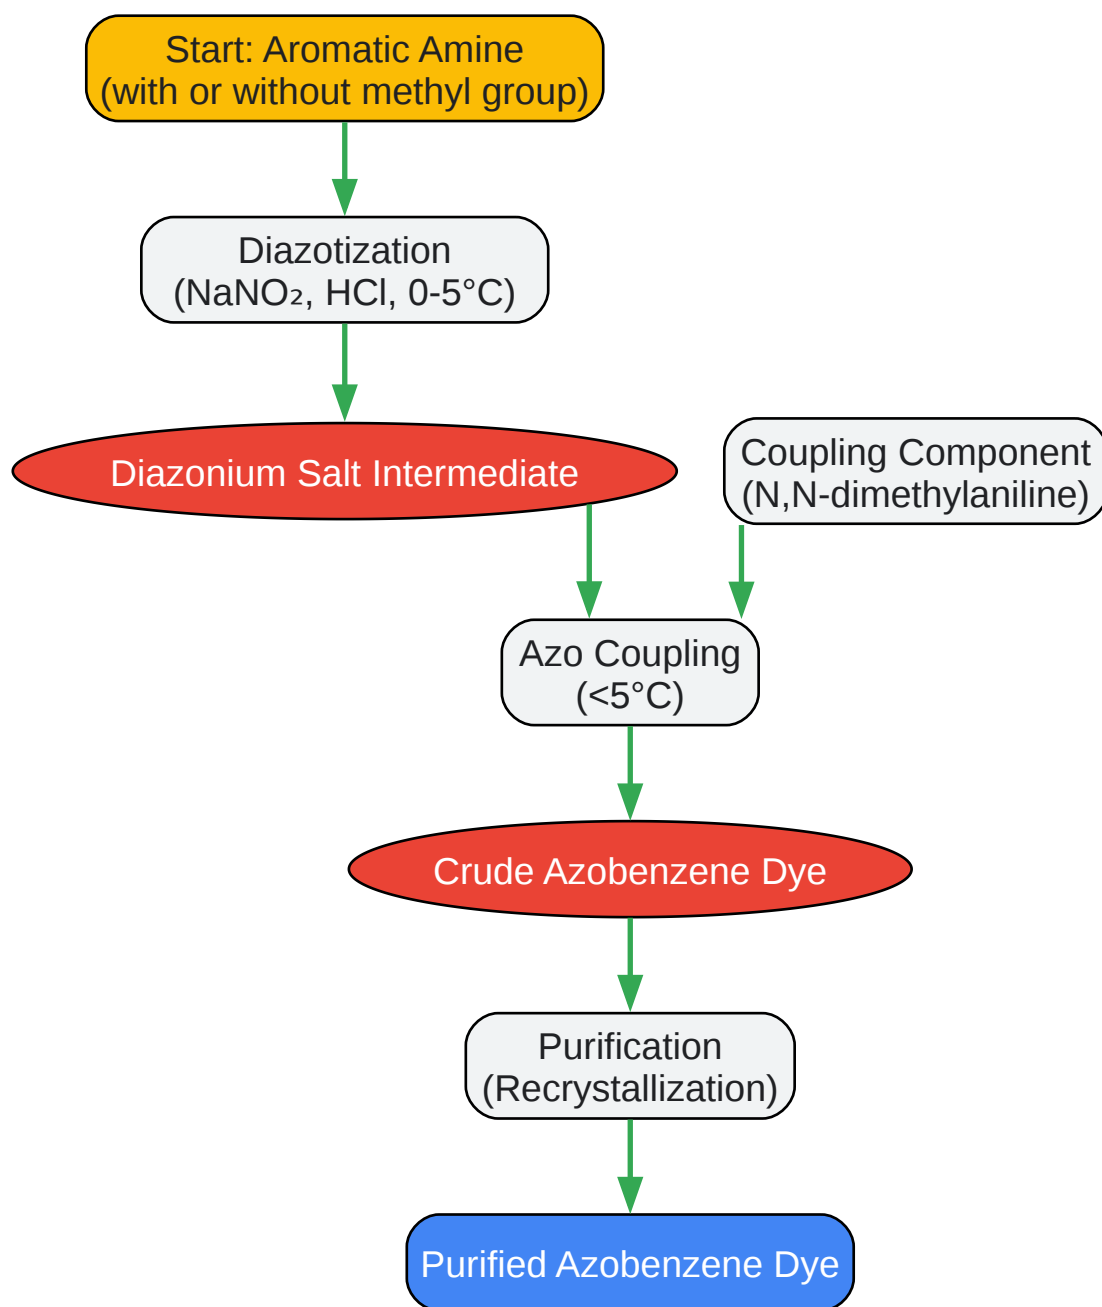 Start: Aromatic Amine
(with or without methyl group)
Diazotization
(NaNO₂, HCl, 0-5°C)
Diazonium Salt Intermediate
Coupling Component
(N,N-dimethylaniline)
Azo Coupling
(<5°C)
Crude Azobenzene Dye
Purification
(Recrystallization)
Purified Azobenzene Dye